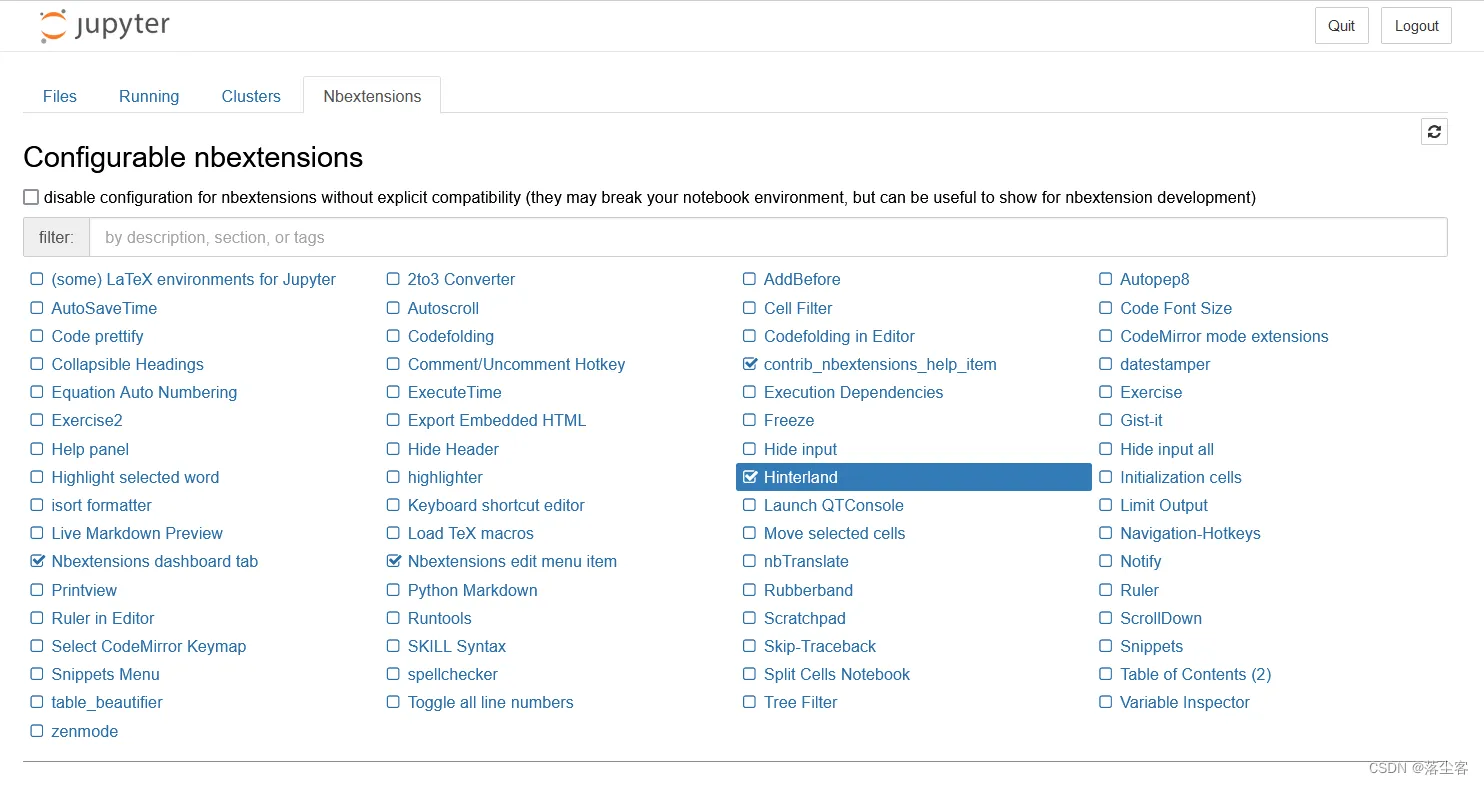 jupyter Quit Logout
Files Running Clusters Nbextensions
Configurable nbextensions
disable configuration for nbextensions without explicit compatibility (they may break your notebook environment, but can be useful to show for nbextension development)
filter: by description, section, or tags
(some) LaTeX environments for Jupyter 2to3 Converter AddBefore Autopep8
AutoSaveTime Autoscroll Cell Filter Code Font Size
Code prettify Codefolding Codefolding in Editor CodeMirror mode extensions
Collapsible Headings Comment/Uncomment Hotkey contrib_nbextensions_help_item datestamper
Equation Auto Numbering ExecuteTime Execution Dependencies Exercise
Exercise2 Export Embedded HTML Freeze Gist-it
Help panel Hide Header Hide input Hide input all
Highlight selected word highlighter Hinterland Initialization cells
isort formatter Keyboard shortcut editor Launch QTConsole Limit Output
Live Markdown Preview Load TeX macros Move selected cells Navigation-Hotkeys
Nbextensions dashboard tab Nbextensions edit menu item nbTranslate Notify
Printview Python Markdown Rubberband Ruler
Ruler in Editor Runtools Scratchpad ScrollDown
Select CodeMirror Keymap SKILL Syntax Skip-Traceback Snippets
Snippets Menu spellchecker Split Cells Notebook Table of Contents (2)
table_beautifier Toggle all line numbers Tree Filter Variable Inspector
zenmode
CSDN @落尘客